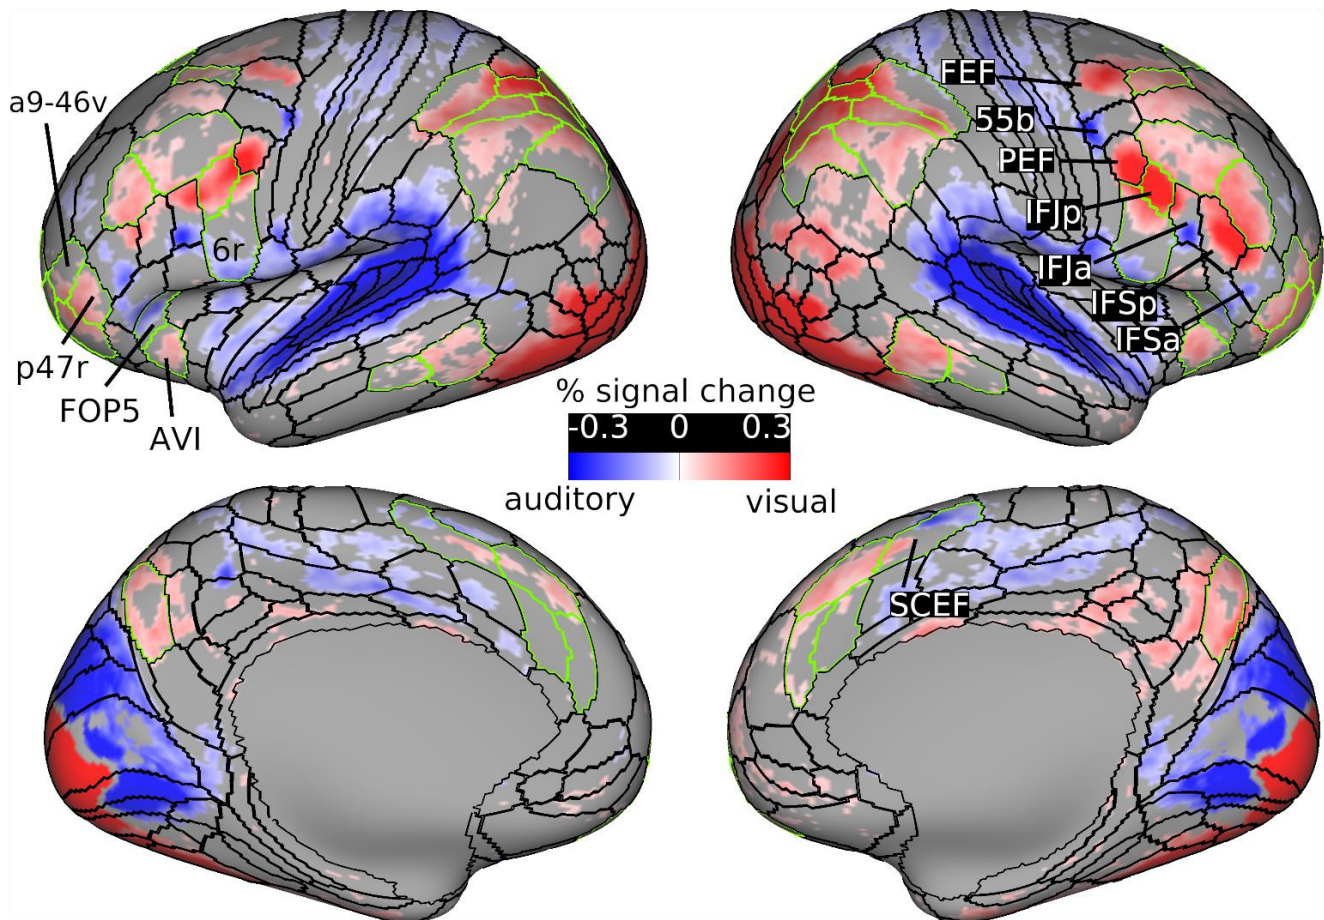 FEF
a9-46v
55b
PEF
IFJp
6r
IFJa
IFSp
IFSa
p47r
FOP5
AVI
% signal change
-0.3 0 0.3
auditory visual
SCEF